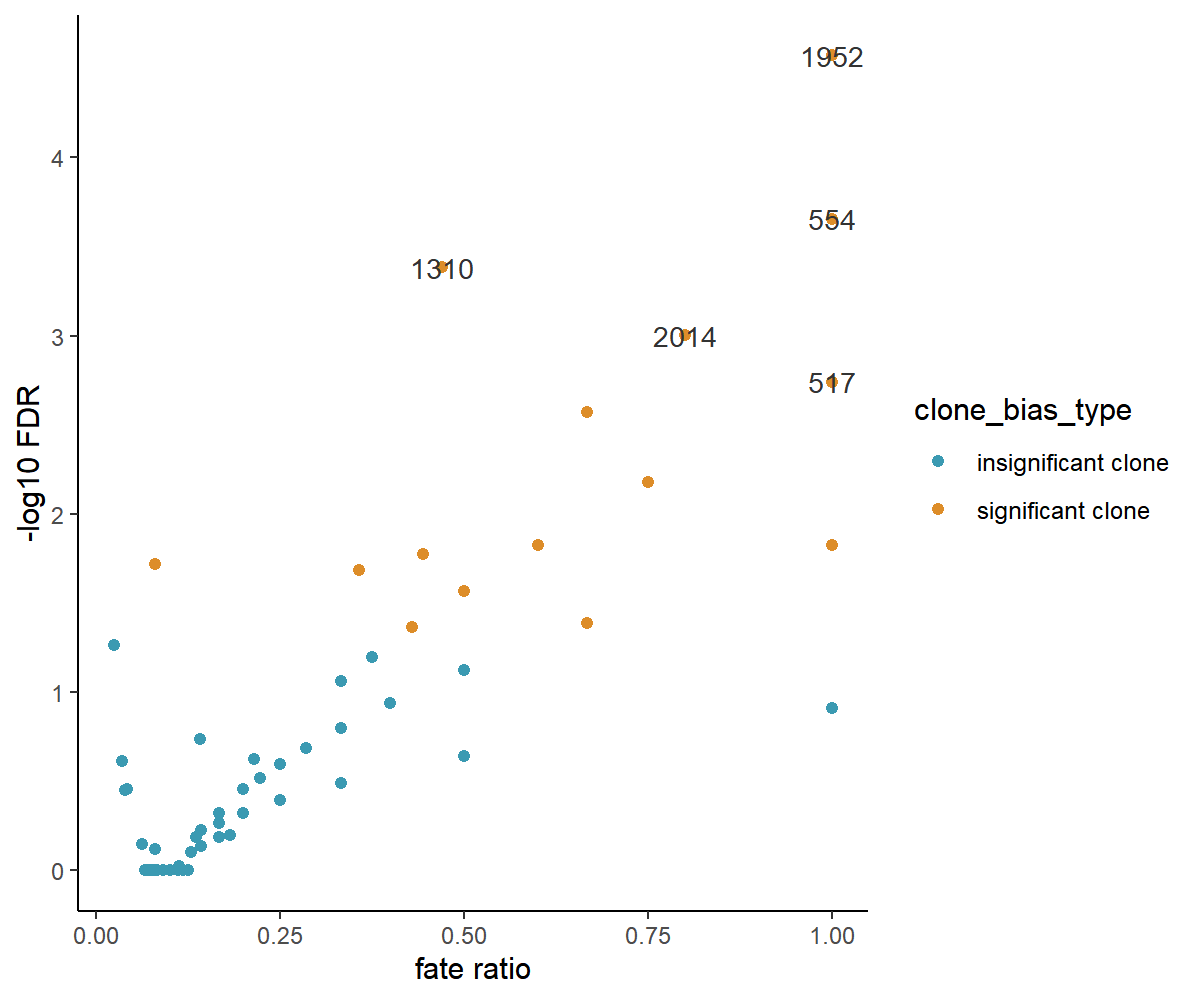 1952
4
554
1310
3
2014
517
-log10 FDR
clone_bias_type
insignificant clone
2
significant clone
1
0
0.00 0.25 0.50 0.75 1.00
fate ratio